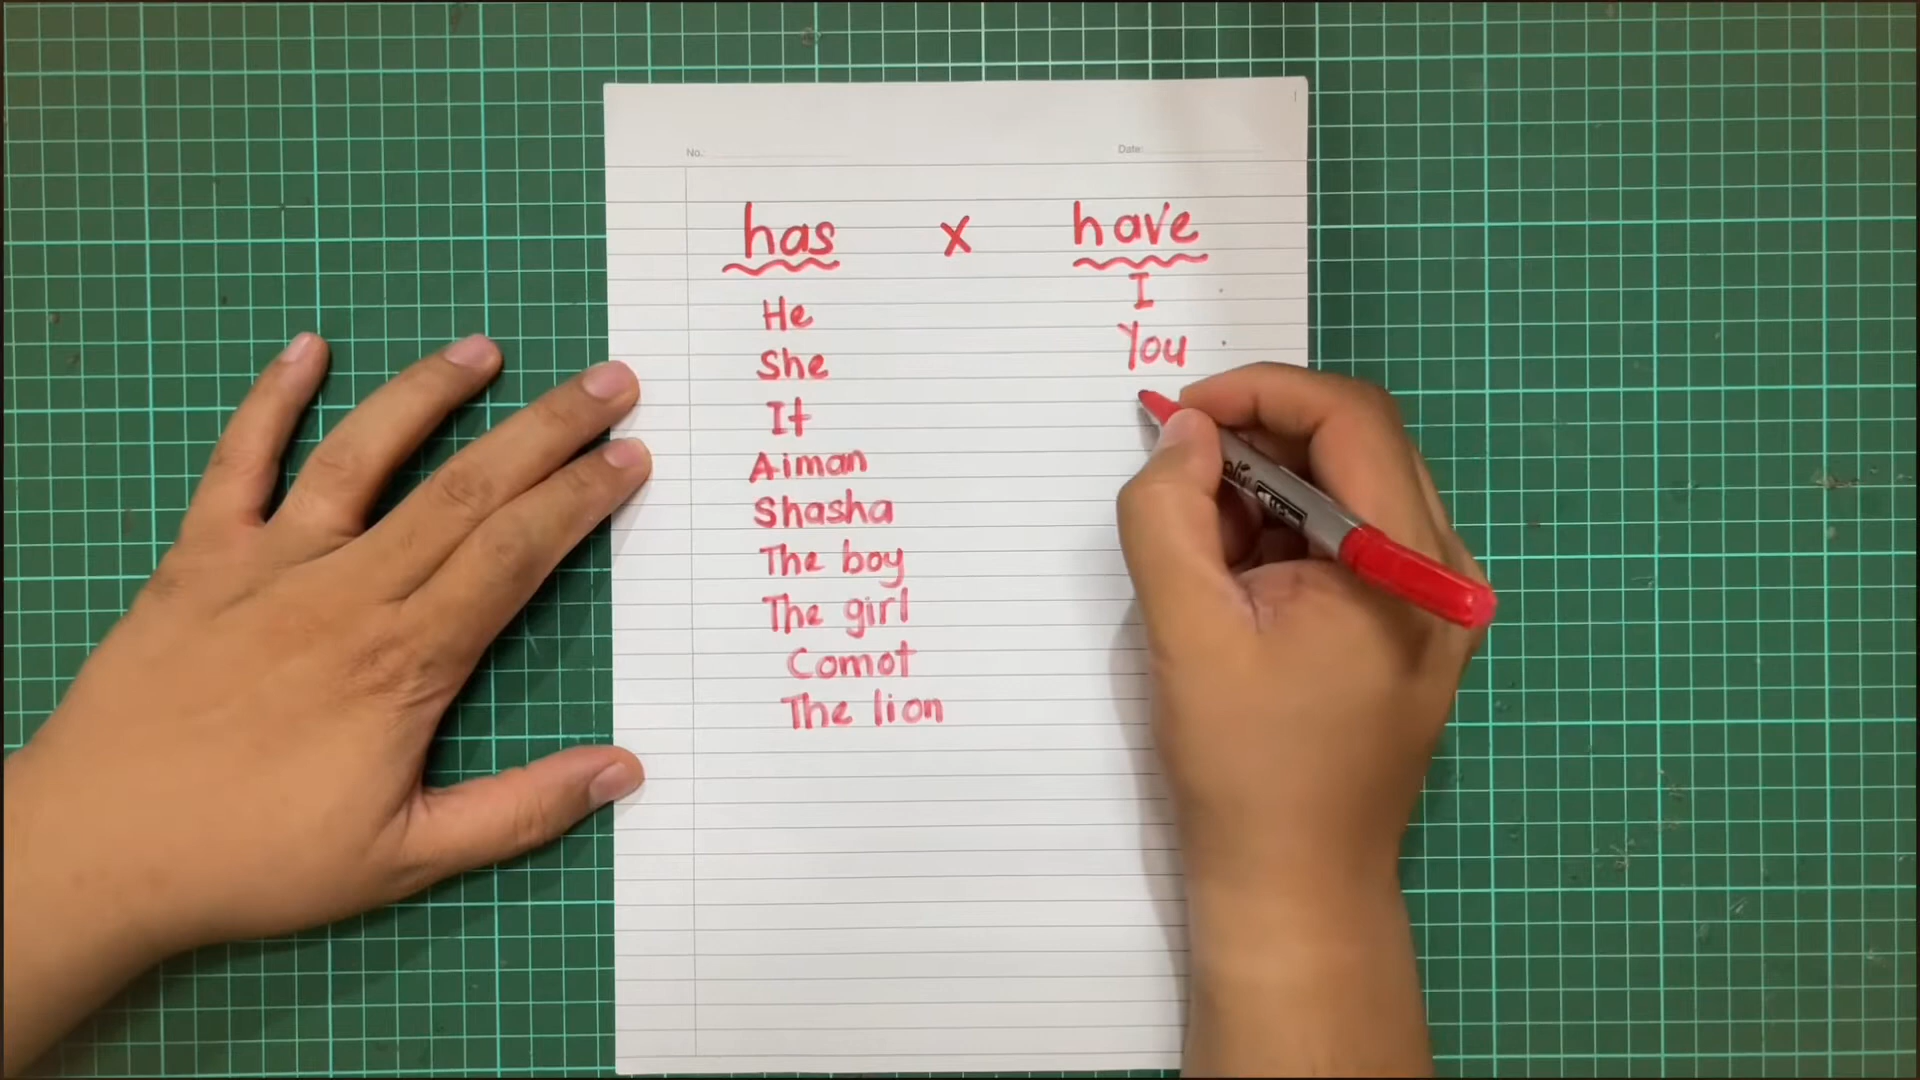 No.: Date:
has x have
I
He
You
She
It
Aiman
Shasha
The boy
The girl
Comot
The lion